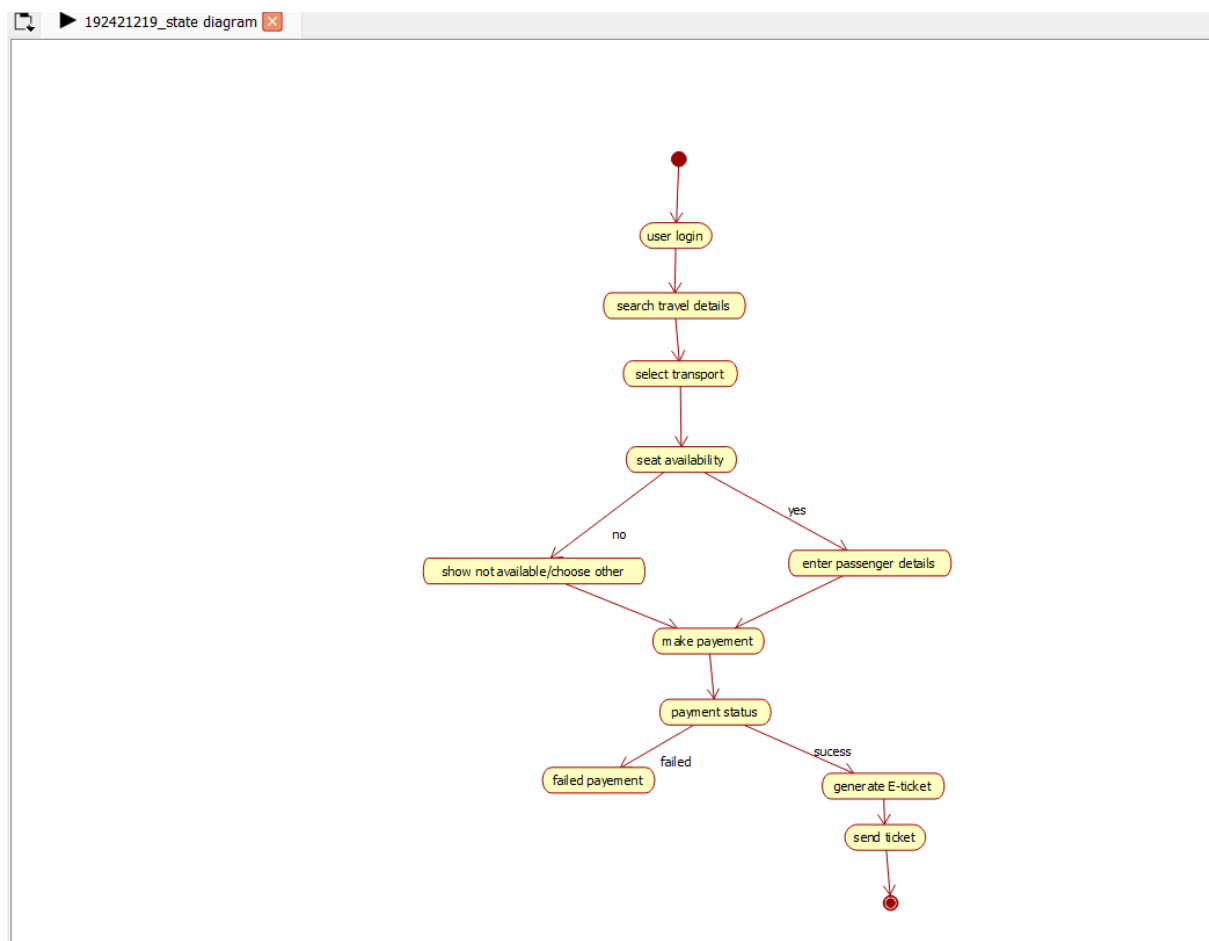 192421219_state diagram
user login
search travel details
select transport
seat availability
yes
no
show not available/choose other
enter passenger details
make payement
payment status
failed
sucess
failed payement
generate E-ticket
send ticket